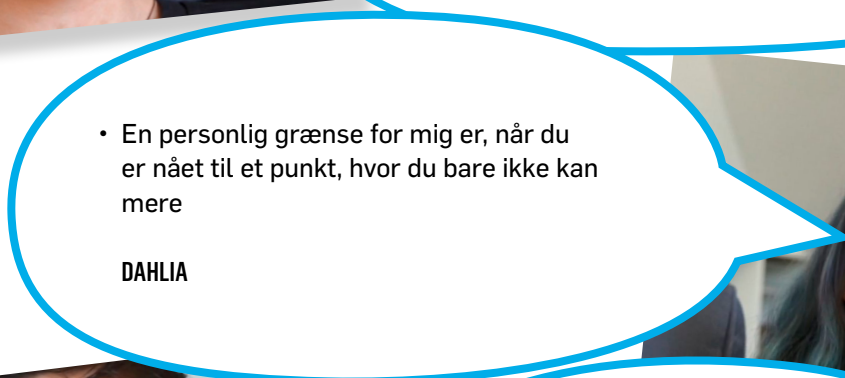 • En personlig grænse for mig er, når du
er nået til et punkt, hvor du bare ikke kan
mere
DAHLIA